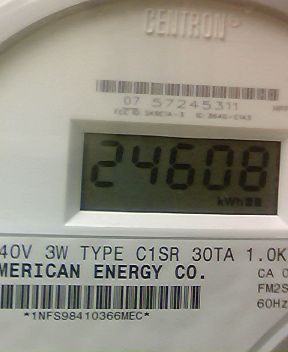 CENTRON
07 57245311
24608
kWh
40V 3W TYPE C1SR 30TA 1.0K
MERICAN ENERGY CO.
CA 0
FM2S
60Hz
*1NFS98410366MEC*